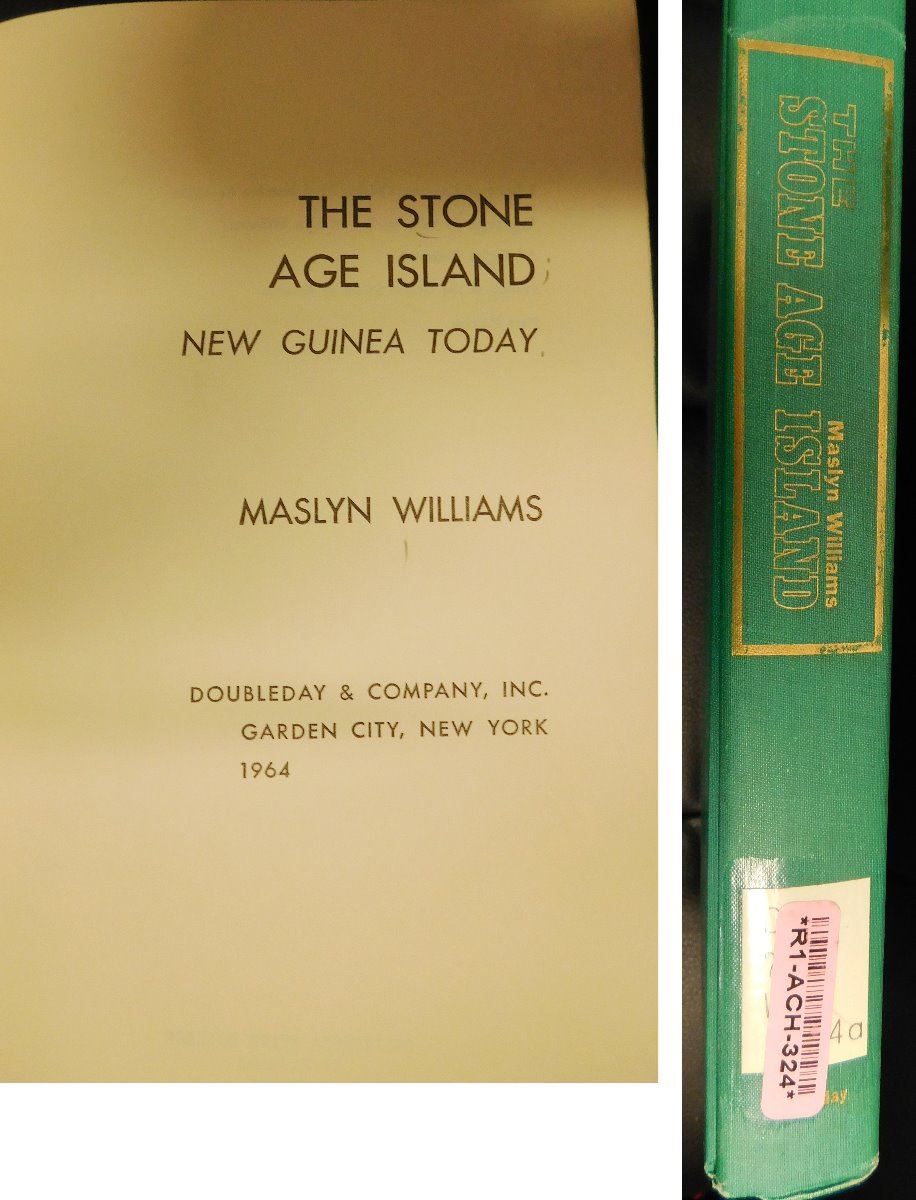 THE STONE
AGE ISLAND
NEW GUINEA TODAY
MASLYN WILLIAMS
DOUBLEDAY & COMPANY, INC.
GARDEN CITY, NEW YORK
1964
THE
STONE AGE ISLAND
Maslyn Williams
4a
*R1-ACH-324*